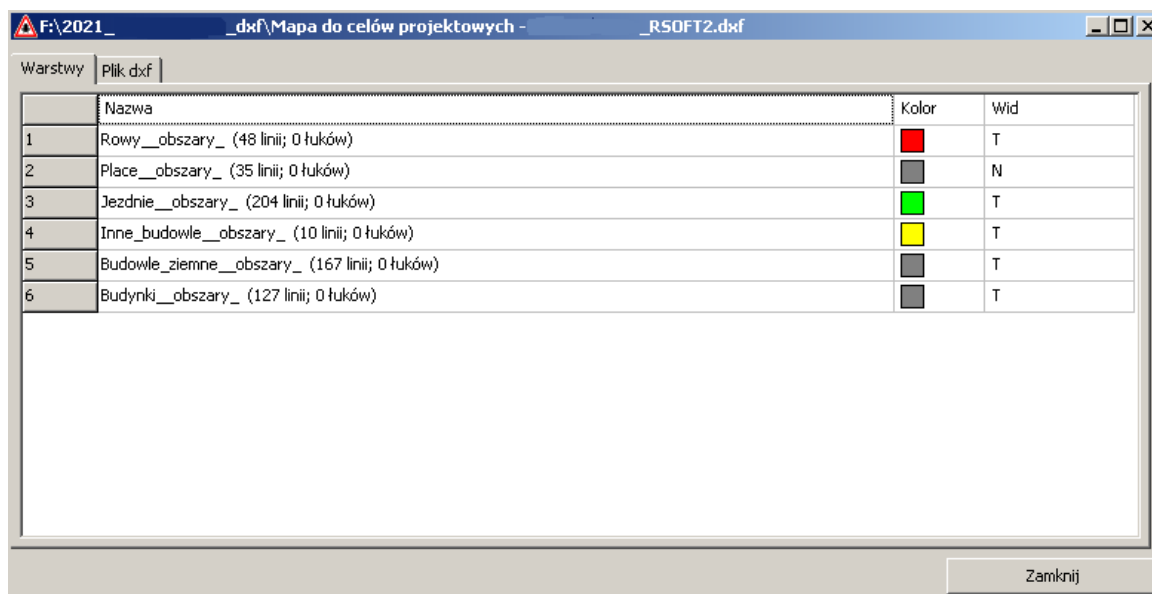 F:\2021_ _dxf\Mapa do celów projektowych - _RSOFT2.dxf
Warstwy Plik dxf
Nazwa Kolor Wid
1 Rowy__obszary_ (48 linii; 0 łuków) T
2 Place__obszary_ (35 linii; 0 łuków) N
3 Jezdnie__obszary_ (204 linii; 0 łuków) T
4 Inne_budowle__obszary_ (10 linii; 0 łuków) T
5 Budowle_ziemne__obszary_ (167 linii; 0 łuków) T
6 Budynki__obszary_ (127 linii; 0 łuków) T
Zamknij